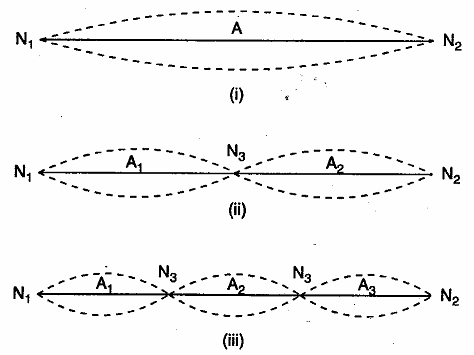 A
N₁ N₂
(i)
N₃
A₁ A₂
N₁ N₂
(ii)
N₃ N₃
A₁ A₂ A₃
N₁ N₂
(iii)